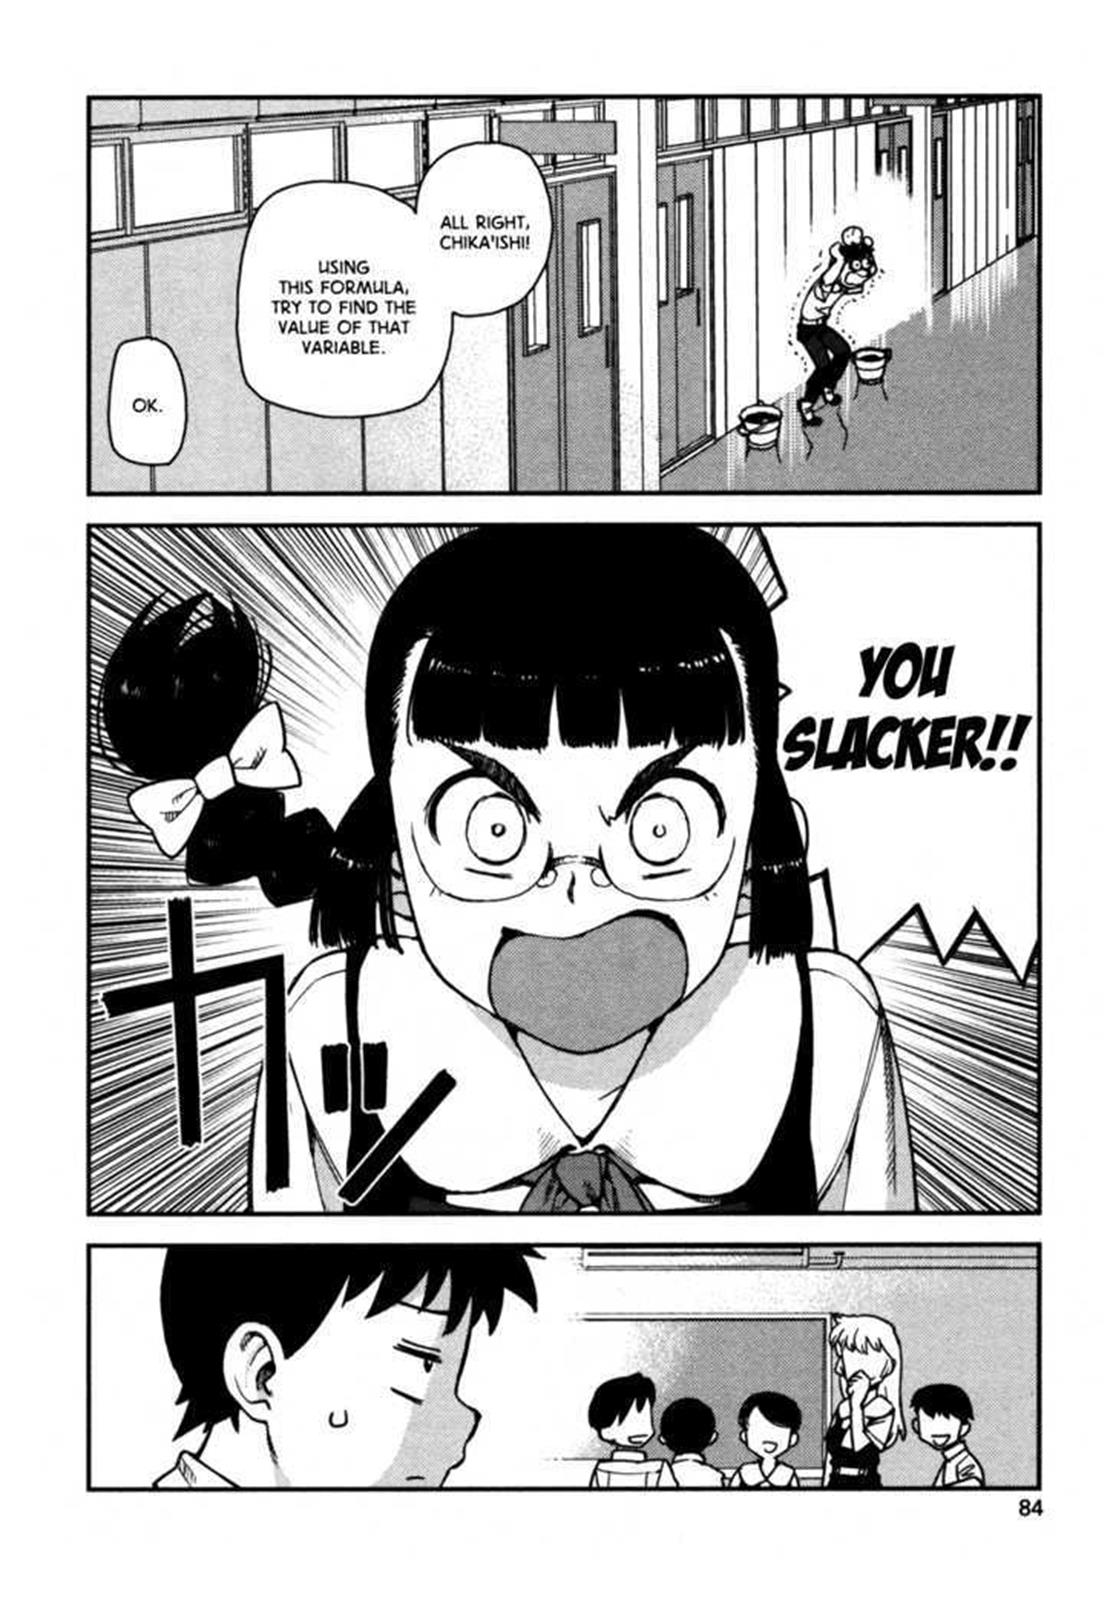 ALL RIGHT,
CHIKA'ISHI!
USING
THIS FORMULA,
TRY TO FIND THE
VALUE OF THAT
VARIABLE.
OK.
YOU
SLACKER!!
カッ
84